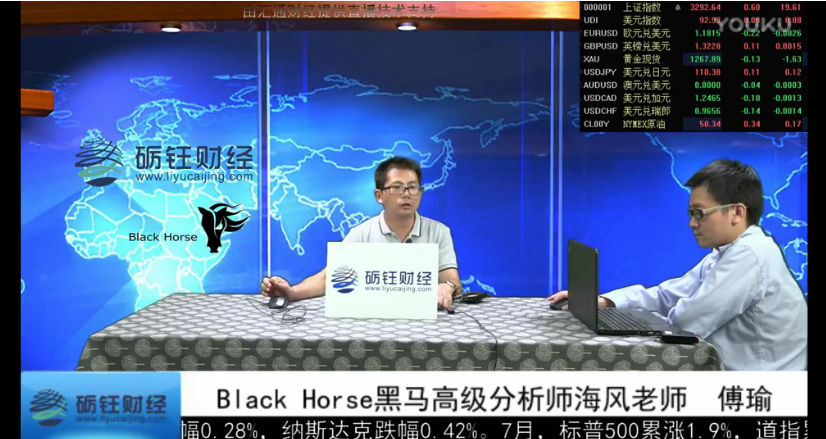 由汇通财经提供直播技术支持
000001 上证指数 3292.64 0.60 19.61
UDI 美元指数 92.93 0.08
EURUSD 欧元兑美元 1.1815 -0.22 -0.0026
GBPUSD 英镑兑美元 1.3228 0.11 0.0015
XAU 黄金现货 1267.89 -0.13 -1.63
USDJPY 美元兑日元 110.38 0.11 0.12
AUDUSD 澳元兑美元 0.8000 -0.04 -0.0003
USDCAD 美元兑加元 1.2465 -0.10 -0.0013
USDCHF 美元兑瑞郎 0.9656 -0.14 -0.0014
CL00Y NYMEX原油 50.34 0.34 0.17
YOUKU
砺钰财经
www.liyucaijing.com
Black Horse
砺钰财经
www.liyucaijing.com
砺钰财经
www.liyucaijing.com
Black Horse黑马高级分析师海风老师 傅瑜
幅0.28%，纳斯达克跌幅0.42%。7月，标普500累涨1.9%，道指